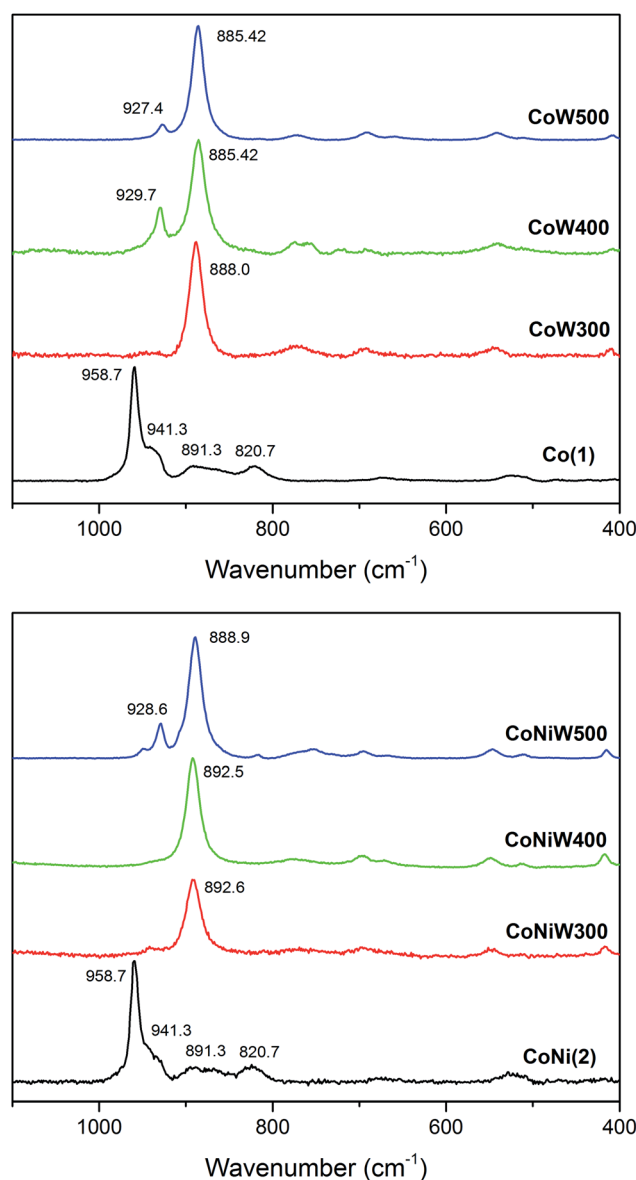 885.42
927.4
CoW500
885.42
929.7
CoW400
888.0
CoW300
958.7
941.3
891.3
820.7
Co(1)
1000
800
600
400
Wavenumber (cm⁻¹)
888.9
928.6
CoNiW500
892.5
CoNiW400
892.6
CoNiW300
958.7
941.3
891.3
820.7
CoNi(2)
1000
800
600
400
Wavenumber (cm⁻¹)